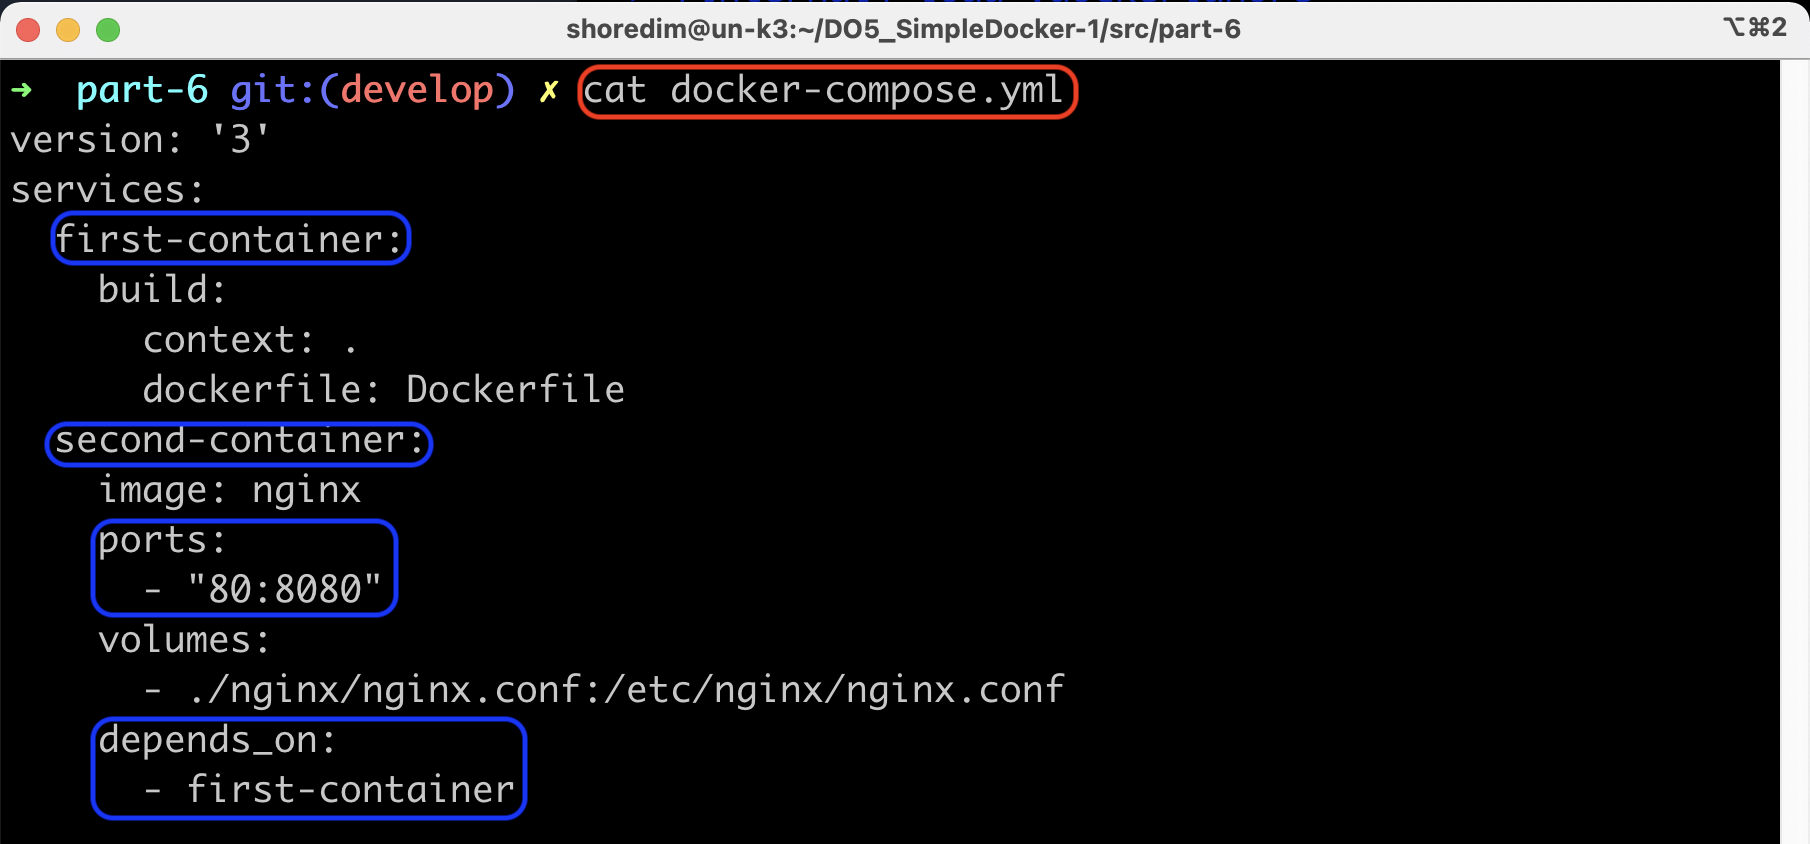 shoredim@un-k3:~/DO5_SimpleDocker-1/src/part-6
⌥⌘2
➜  part-6 git:(develop) ✗ cat docker-compose.yml
version: '3'
services:
  first-container:
    build:
      context: .
      dockerfile: Dockerfile
  second-container:
    image: nginx
    ports:
      - "80:8080"
    volumes:
      - ./nginx/nginx.conf:/etc/nginx/nginx.conf
    depends_on:
      - first-container